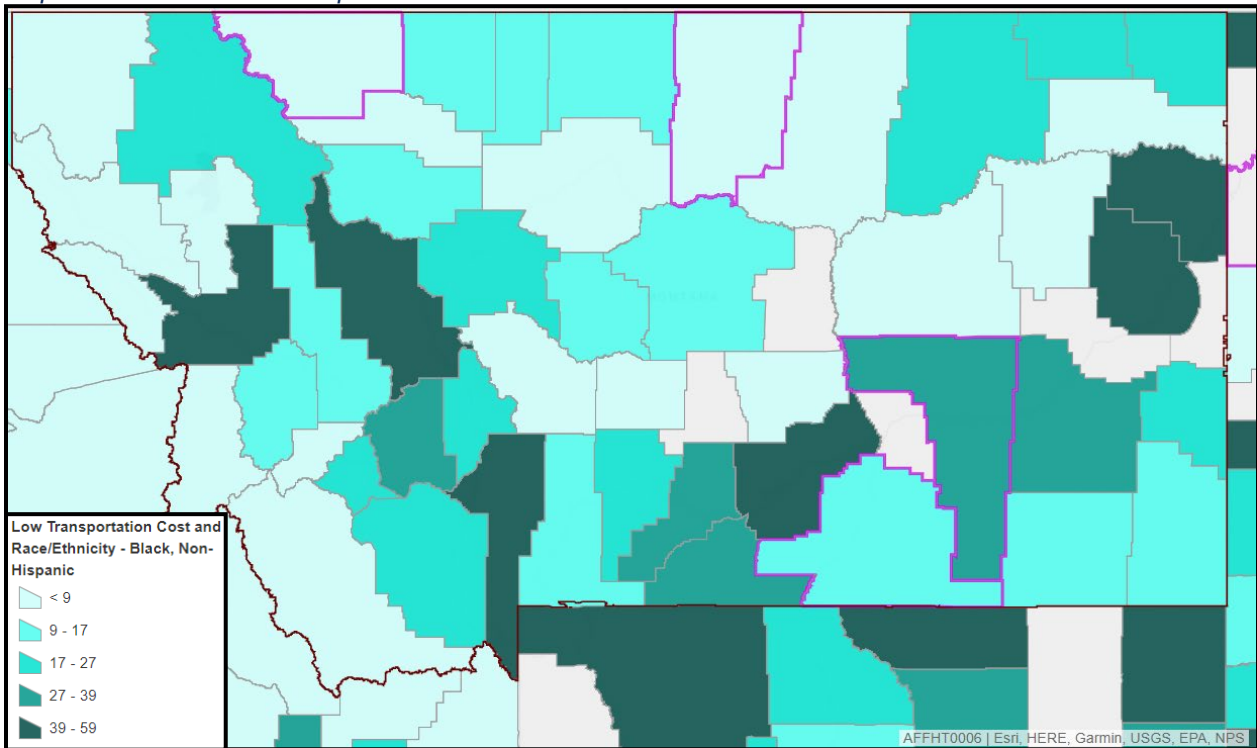 Low Transportation Cost and
Race/Ethnicity - Black, Non-
Hispanic
< 9
9 - 17
17 - 27
27 - 39
39 - 59
MONTANA
AFFHT0006 | Esri, HERE, Garmin, USGS, EPA, NPS